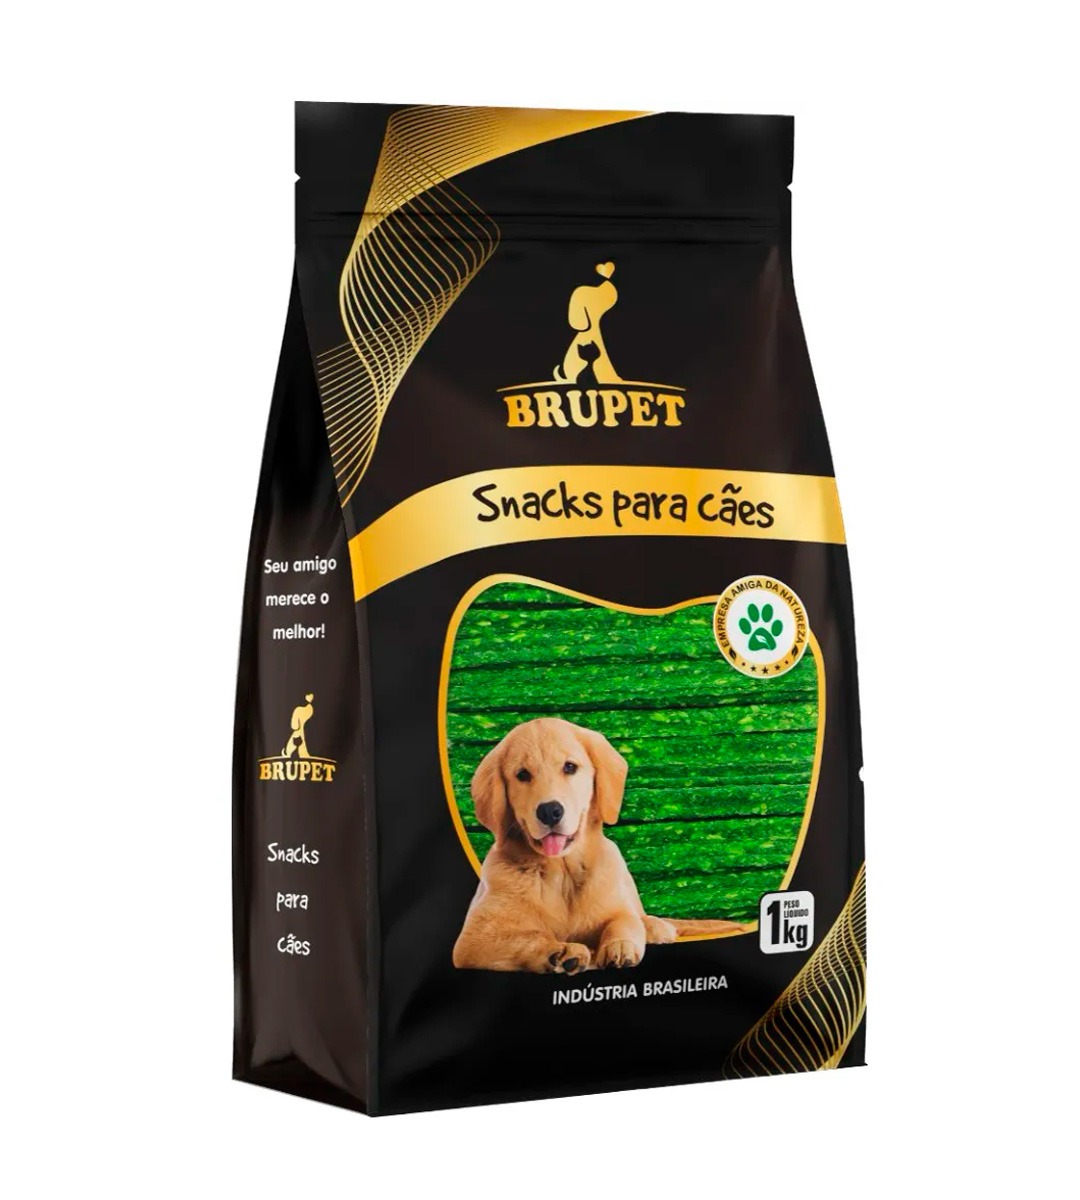 BRUPET
Snacks para cães
EMPRESA AMIGA DA NATUREZA
1kg
PESO
LÍQUIDO
INDÚSTRIA BRASILEIRA
Seu amigo
merece o
melhor!
BRUPET
Snacks
para
cães